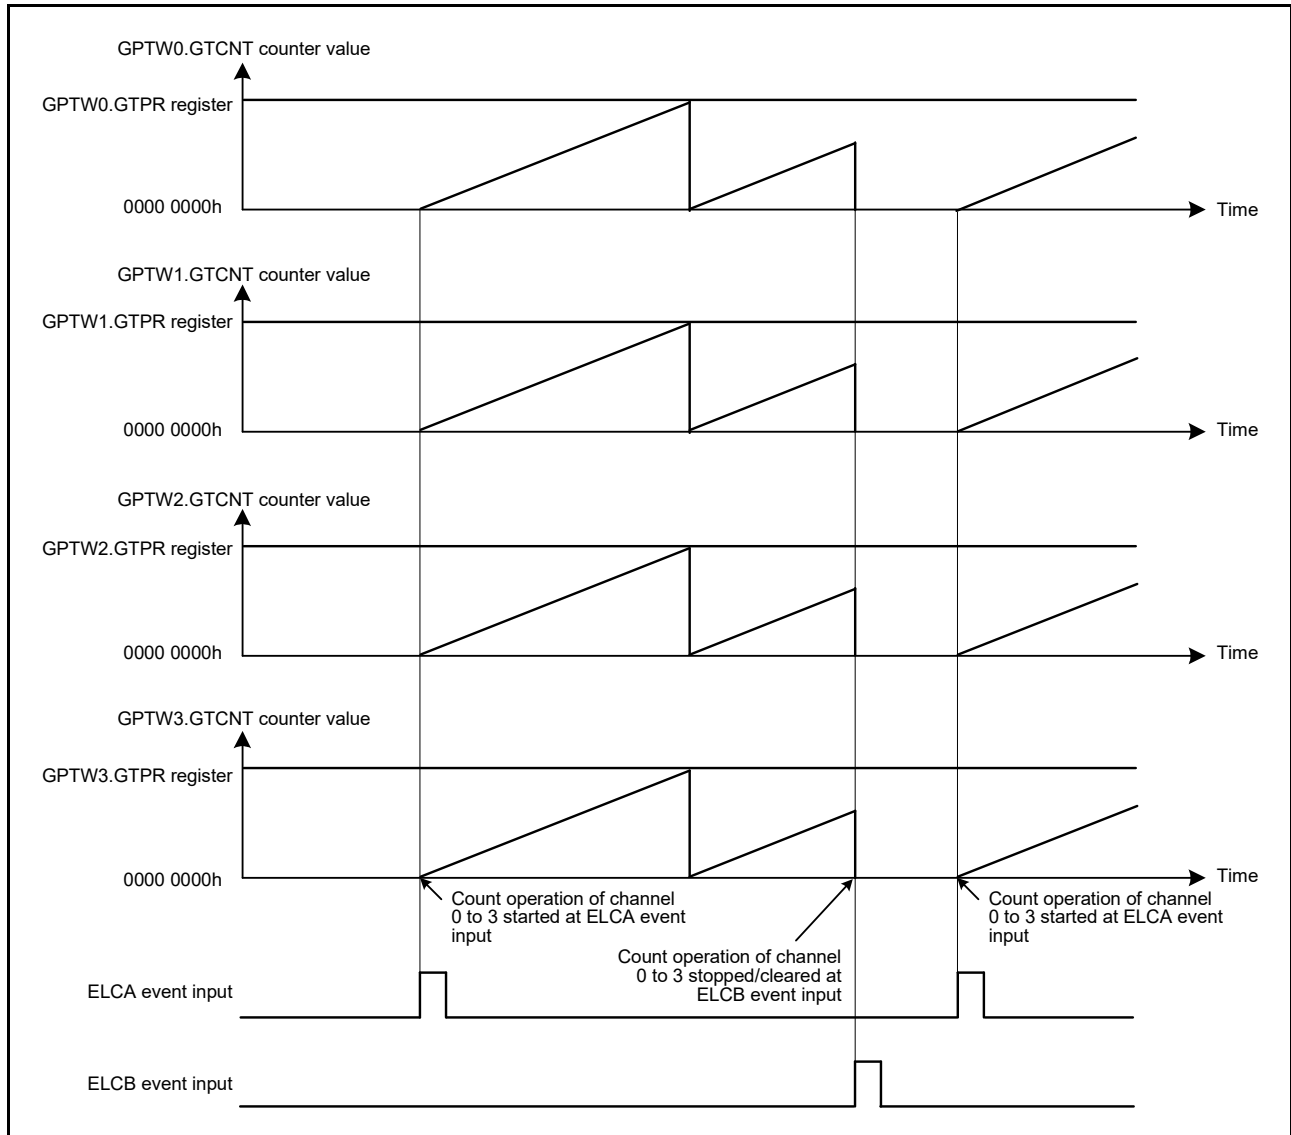 GPTW0.GTCNT counter value
GPTW0.GTPR register
0000 0000h
Time
GPTW1.GTCNT counter value
GPTW1.GTPR register
0000 0000h
Time
GPTW2.GTCNT counter value
GPTW2.GTPR register
0000 0000h
Time
GPTW3.GTCNT counter value
GPTW3.GTPR register
0000 0000h
Time
Count operation of channel
0 to 3 started at ELCA event
input
Count operation of channel
0 to 3 stopped/cleared at
ELCB event input
Count operation of channel
0 to 3 started at ELCA event
input
ELCA event input
ELCB event input